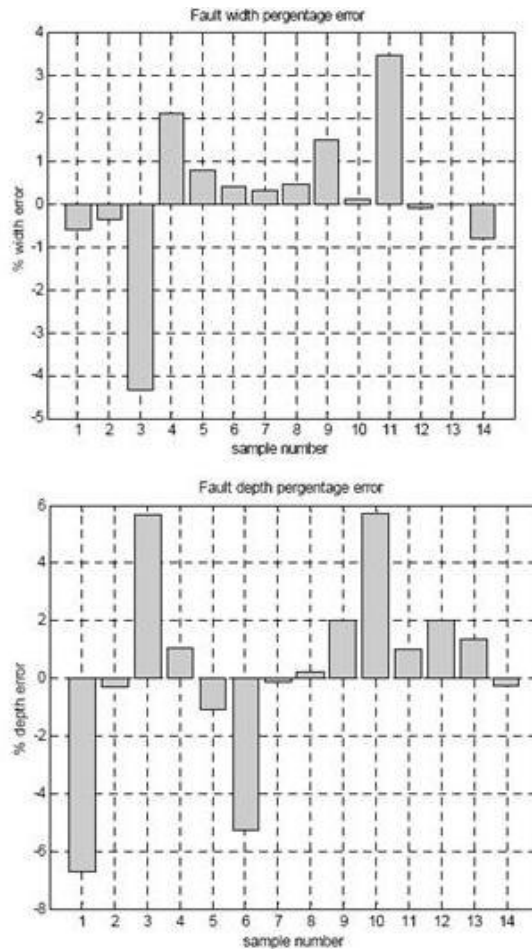 Fault width pergentage error
4
3
2
1
0
-1
-2
-3
-4
-5
% width error
1 2 3 4 5 6 7 8 9 10 11 12 13 14
sample number
Fault depth pergentage error
6
4
2
0
-2
-4
-6
-8
% depth error
1 2 3 4 5 6 7 8 9 10 11 12 13 14
sample number